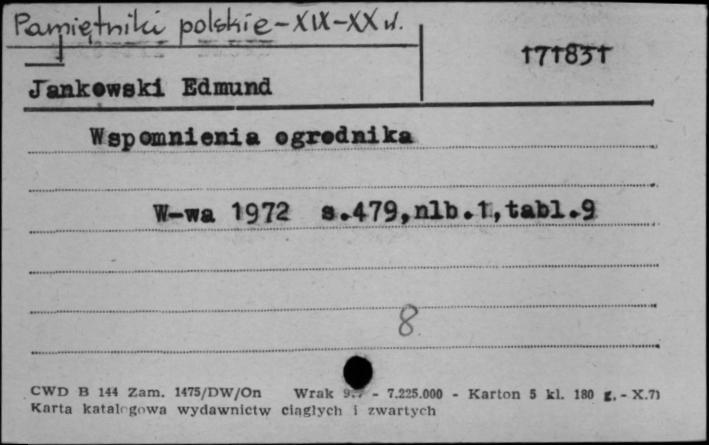 Pamiętniki polskie-XIX-XX w.
171831
Jankowski Edmund
Wspomnienia ogrodnika
W-wa 1972 s.479,nlb.1,tabl.9
8
CWD B 144 Zam. 1475/DW/On Wrak - 7.225.000 - Karton 5 kl. 180 g. - X.71
Karta katalogowa wydawnictw ciągłych i zwartych